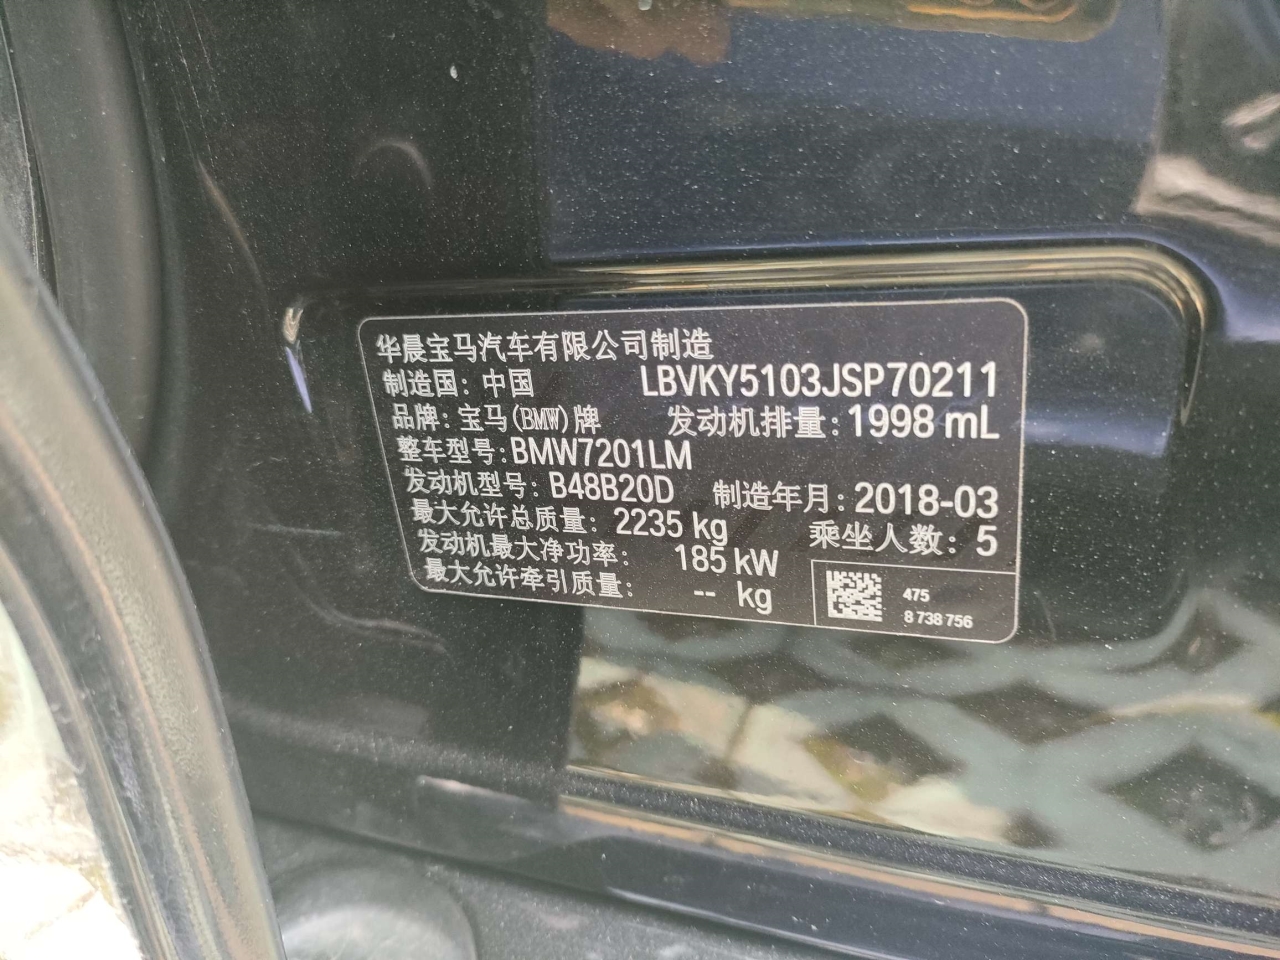 华晨宝马汽车有限公司制造
制造国: 中国 LBVKY5103JSP70211
品牌: 宝马(BMW)牌 发动机排量: 1998 mL
整车型号: BMW7201LM
发动机型号: B48B20D 制造年月: 2018-03
最大允许总质量: 2235 kg 乘坐人数: 5
发动机最大净功率: 185 kW
最大允许牵引质量: -- kg
475
8 738 756